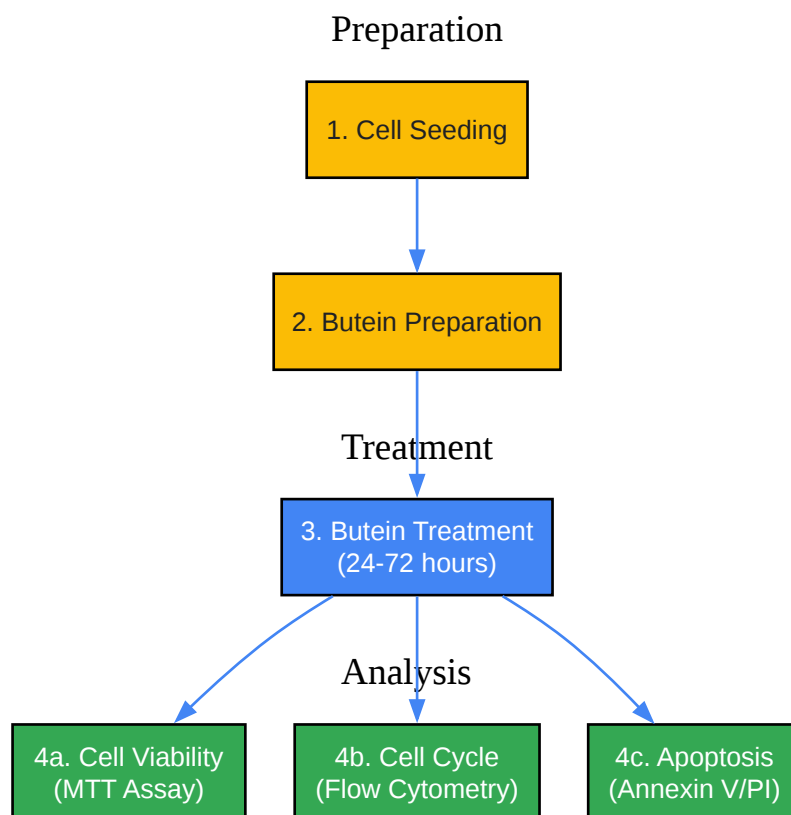 Preparation
1. Cell Seeding
2. Butein Preparation
Treatment
3. Butein Treatment
(24-72 hours)
Analysis
4a. Cell Viability
(MTT Assay)
4b. Cell Cycle
(Flow Cytometry)
4c. Apoptosis
(Annexin V/PI)